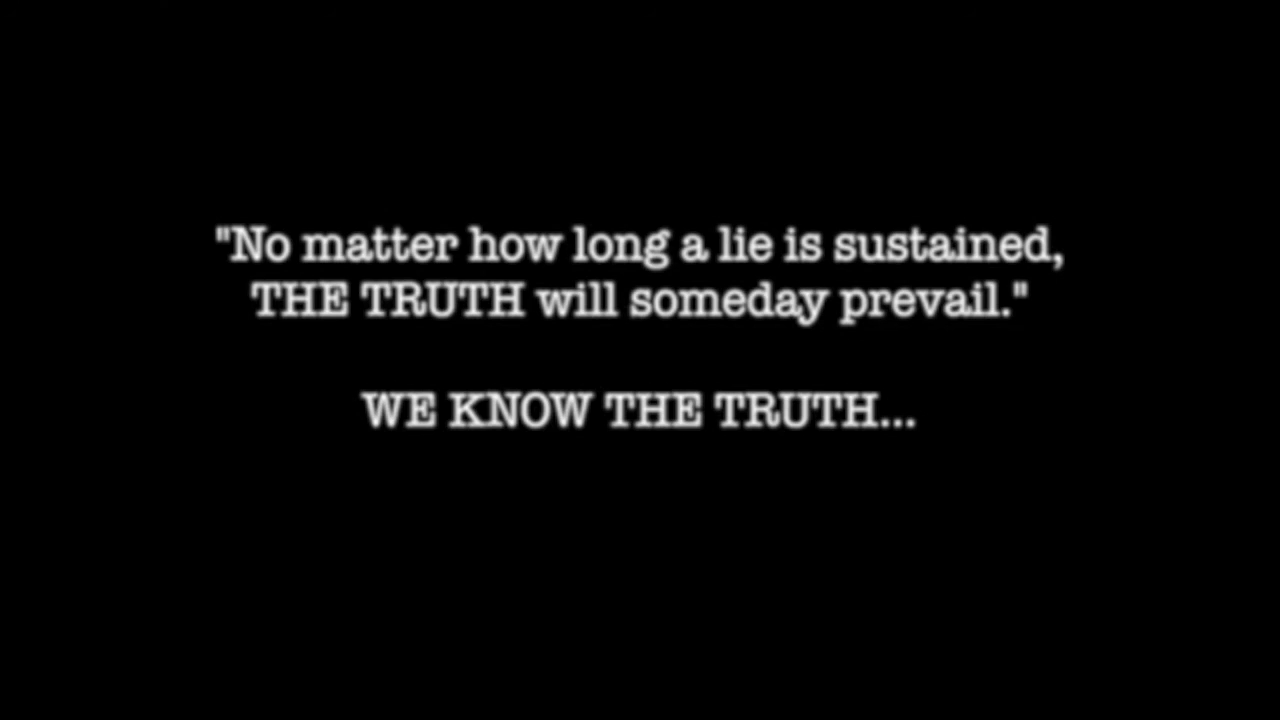 "No matter how long a lie is sustained,
THE TRUTH will someday prevail."
WE KNOW THE TRUTH...